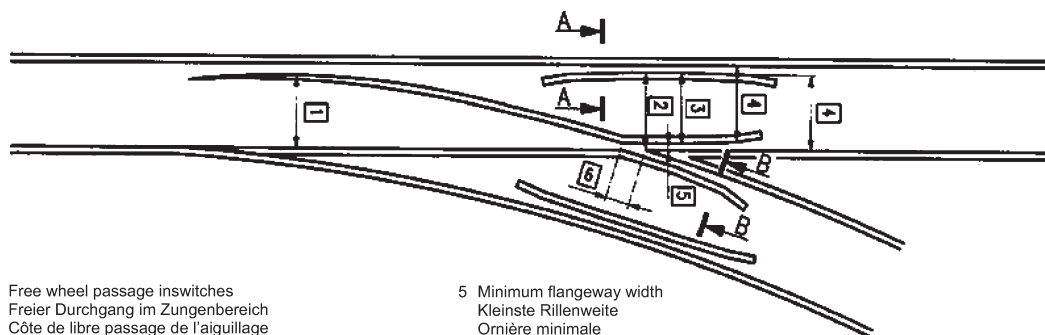 A
A
1
2
3
4
4
6
5
B
B
Free wheel passage inswitches
Freier Durchgang im Zungenbereich
Côte de libre passage de l'aiguillage
5 Minimum flangeway width
Kleinste Rillenweite
Ornière minimale